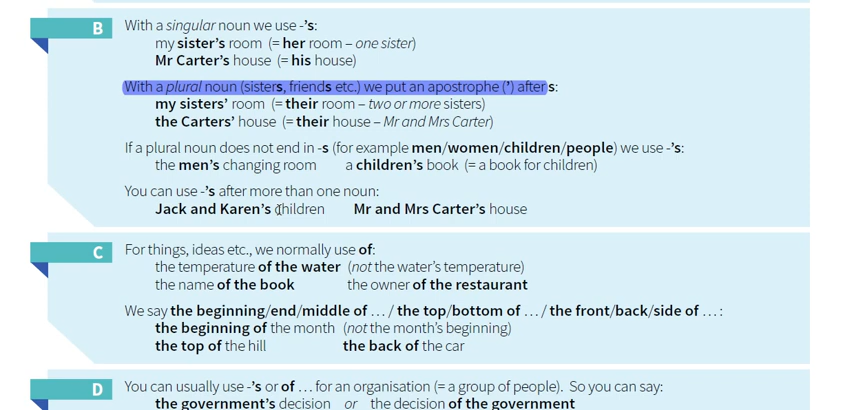 B
With a singular noun we use -’s:
my sister’s room (= her room – one sister)
Mr Carter’s house (= his house)
With a plural noun (sisters, friends etc.) we put an apostrophe (’) after s:
my sisters’ room (= their room – two or more sisters)
the Carters’ house (= their house – Mr and Mrs Carter)
If a plural noun does not end in -s (for example men/women/children/people) we use -’s:
the men’s changing room a children’s book (= a book for children)
You can use -’s after more than one noun:
Jack and Karen’s children Mr and Mrs Carter’s house
C
For things, ideas etc., we normally use of:
the temperature of the water (not the water’s temperature)
the name of the book the owner of the restaurant
We say the beginning/end/middle of … / the top/bottom of … / the front/back/side of … :
the beginning of the month (not the month’s beginning)
the top of the hill the back of the car
D
You can usually use -’s or of … for an organisation (= a group of people). So you can say:
the government’s decision or the decision of the government